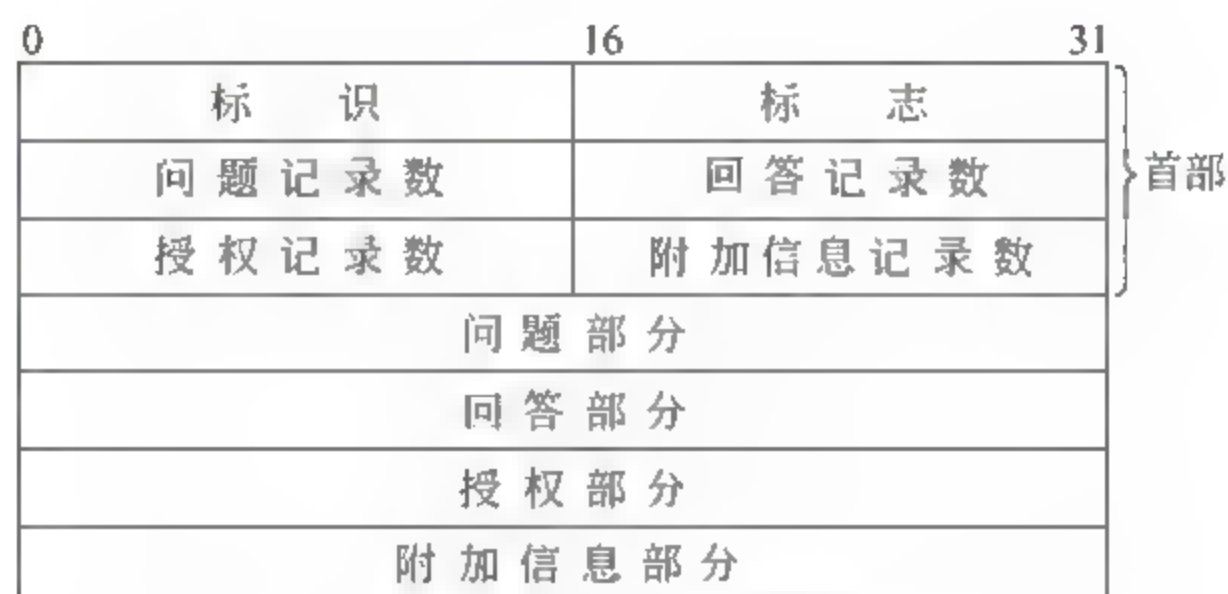 0 16 31
标 识 标 志
问题记录数 回答记录数 首部
授权记录数 附加信息记录数
问题部分
回答部分
授权部分
附加信息部分